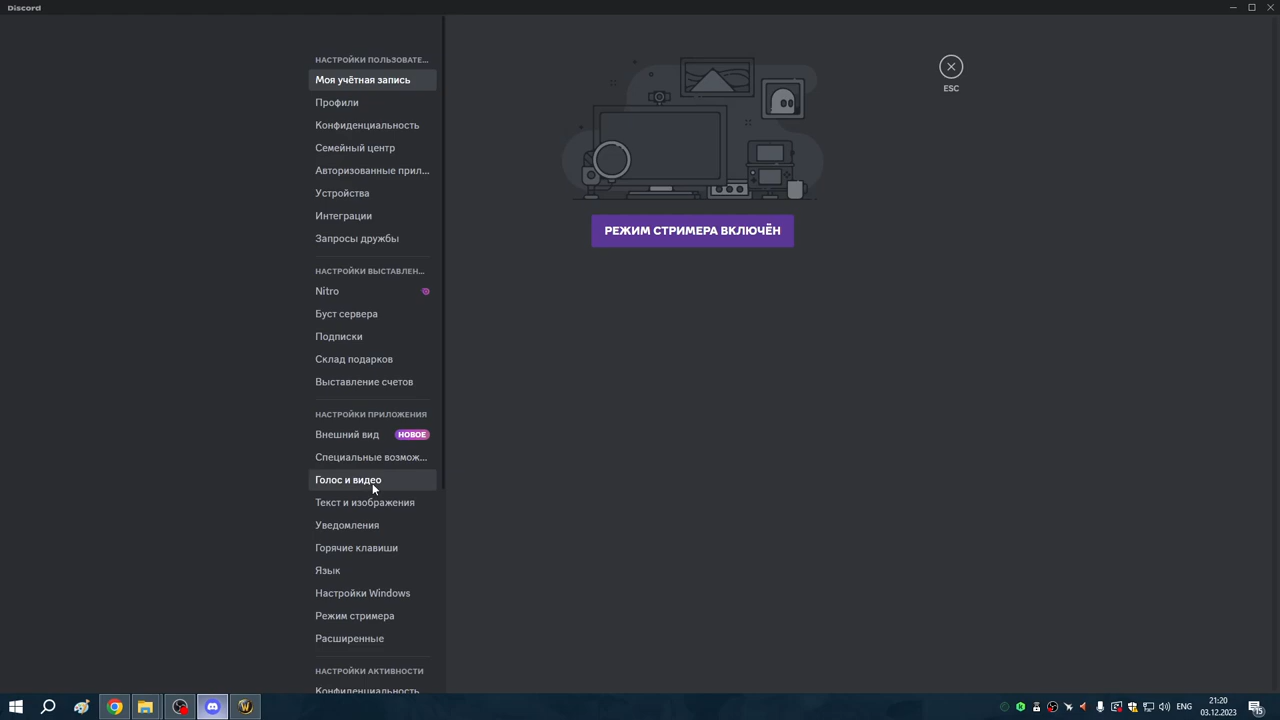 Discord
НАСТРОЙКИ ПОЛЬЗОВАТЕ...
Моя учётная запись
Профили
Конфиденциальность
Семейный центр
Авторизованные прил...
Устройства
Интеграции
Запросы дружбы
НАСТРОЙКИ ВЫСТАВЛЕН...
Nitro
Буст сервера
Подписки
Склад подарков
Выставление счетов
НАСТРОЙКИ ПРИЛОЖЕНИЯ
Внешний вид НОВОЕ
Специальные возмож...
Голос и видео
Текст и изображения
Уведомления
Горячие клавиши
Язык
Настройки Windows
Режим стримера
Расширенные
НАСТРОЙКИ АКТИВНОСТИ
Конфиденциальность
ESC
РЕЖИМ СТРИМЕРА ВКЛЮЧЁН
ENG
21:20
03.12.2023
15